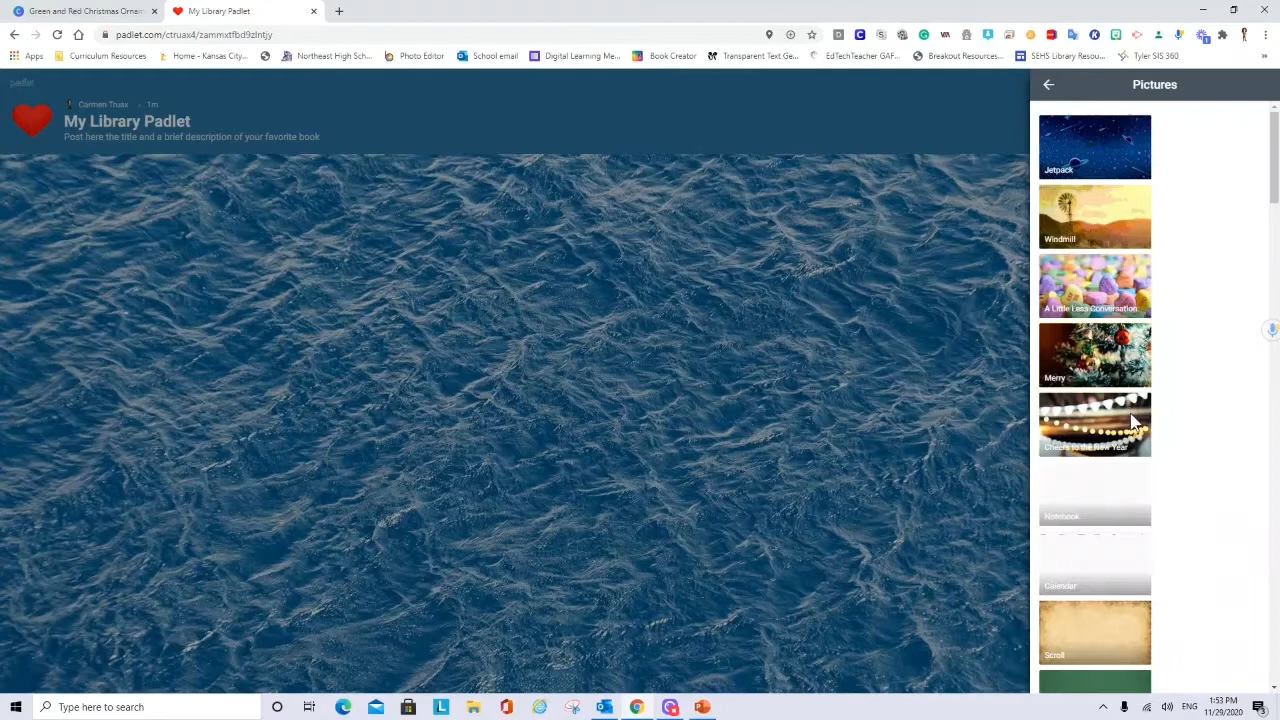 Green and Red Christmas Ornam
My Library Padlet
padlet.com/ctruax4/zammxtfbd9zlntjy
Apps
Curriculum Resources
Home - Kansas City...
Northeast High Sch...
Photo Editor
School email
Digital Learning Me...
Book Creator
Transparent Text Ge...
EdTechTeacher GAF...
Breakout Resources...
SEHS Library Resou...
Tyler SIS 360
padlet
Carmen Truax 1m
My Library Padlet
Post here the title and a brief description of your favorite book
Pictures
Jetpack
Windmill
A Little Less Conversation
Merry
Cheers to the New Year
Notebook
Calendar
Scroll
Type here to search
ENG
1:53 PM
11/29/2020